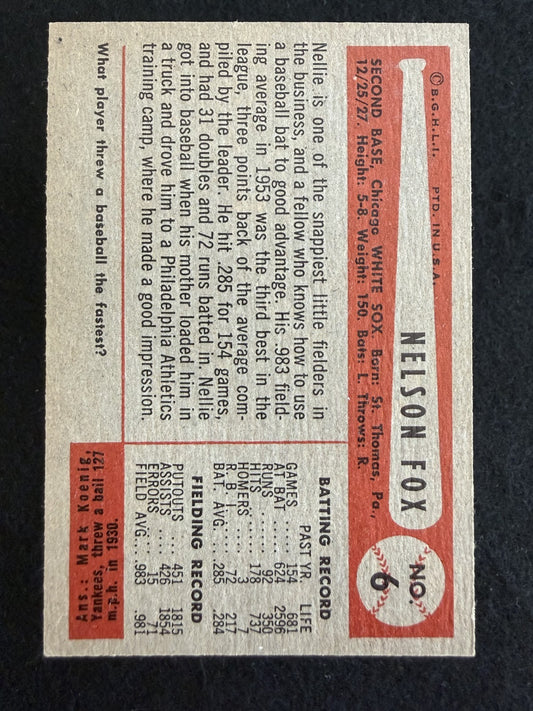 © B.G.H.L.I. PTD. IN U.S.A.
NELSON FOX
NO.
6
SECOND BASE, Chicago WHITE SOX. Born: St. Thomas, Pa.,
12/25/27. Height: 5-8. Weight: 150. Bats: L. Throws: R.
Nellie is one of the snappiest little fielders in
the business, and a fellow who knows how to use
a baseball bat to good advantage. His .983 field-
ing average in 1953 was the third best in the
league, three points back of the average com-
piled by the leader. He hit .285 for 154 games,
and had 31 doubles and 72 runs batted in. Nellie
got into baseball when his mother loaded him in
a truck and drove him to a Philadelphia Athletics
training camp, where he made a good impression.
What player threw a baseball the fastest?
BATTING RECORD
PAST YR. LIFE
GAMES ..... 154 681
AT BAT .... 624 2596
RUNS ...... 92 350
HITS ...... 178 737
HOMERS .... 3 7
R. B. I. .... 72 217
BAT. AVG. .. .285 .284
FIELDING RECORD
PUTOUTS .... 451 1815
ASSISTS .... 426 1854
ERRORS ..... 15 71
FIELD AVG. .. .983 .981
Ans.: Mark Koenig,
Yankees, threw a ball 127
m.p.h. in 1930.